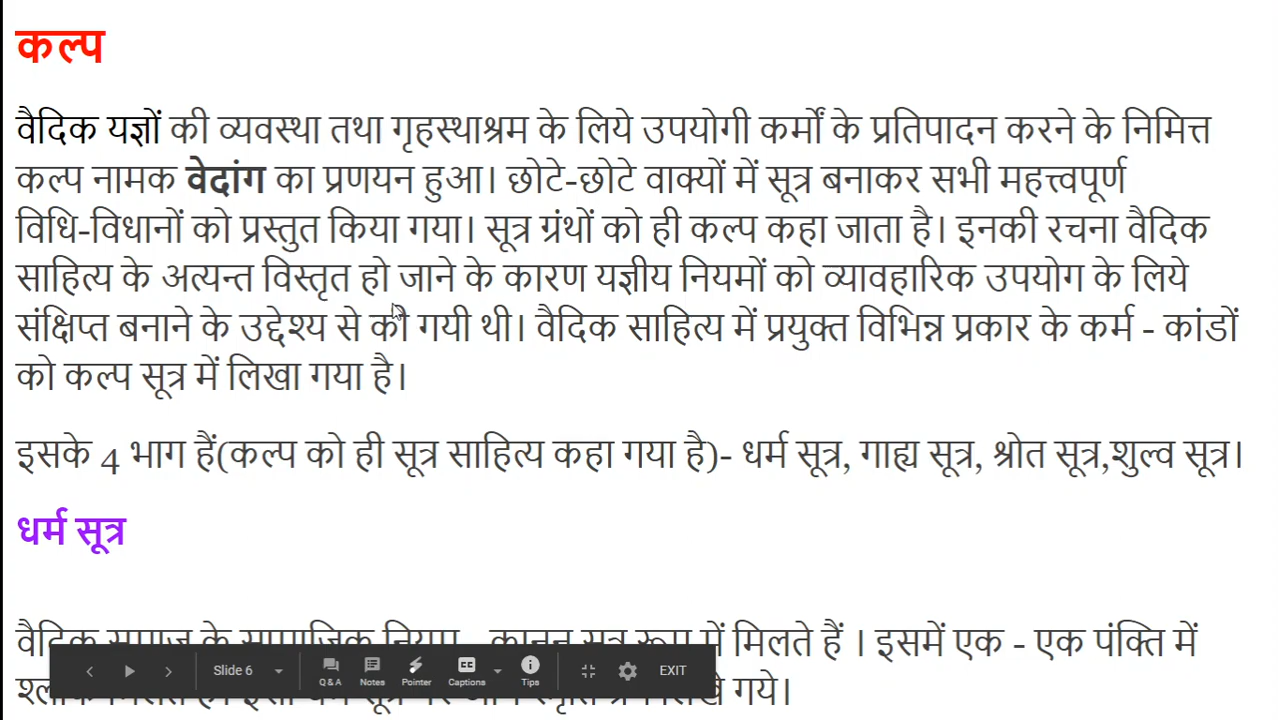 कल्प
वैदिक यज्ञों की व्यवस्था तथा गृहस्थाश्रम के लिये उपयोगी कर्मों के प्रतिपादन करने के निमित्त
कल्प नामक वेदांग का प्रणयन हुआ। छोटे-छोटे वाक्यों में सूत्र बनाकर सभी महत्त्वपूर्ण
विधि-विधानों को प्रस्तुत किया गया। सूत्र ग्रंथों को ही कल्प कहा जाता है। इनकी रचना वैदिक
साहित्य के अत्यन्त विस्तृत हो जाने के कारण यज्ञीय नियमों को व्यावहारिक उपयोग के लिये
संक्षिप्त बनाने के उद्देश्य से की गयी थी। वैदिक साहित्य में प्रयुक्त विभिन्न प्रकार के कर्म - कांडों
को कल्प सूत्र में लिखा गया है।
इसके 4 भाग हैं(कल्प को ही सूत्र साहित्य कहा गया है)- धर्म सूत्र, गाह्य सूत्र, श्रोत सूत्र,शुल्व सूत्र।
धर्म सूत्र
वैदिक समाज के सामाजिक नियम - कानून सूत्र रूप में मिलते हैं । इसमें एक - एक पंक्ति में
गये।
Slide 6 Q & A Notes Pointer Captions Tips EXIT